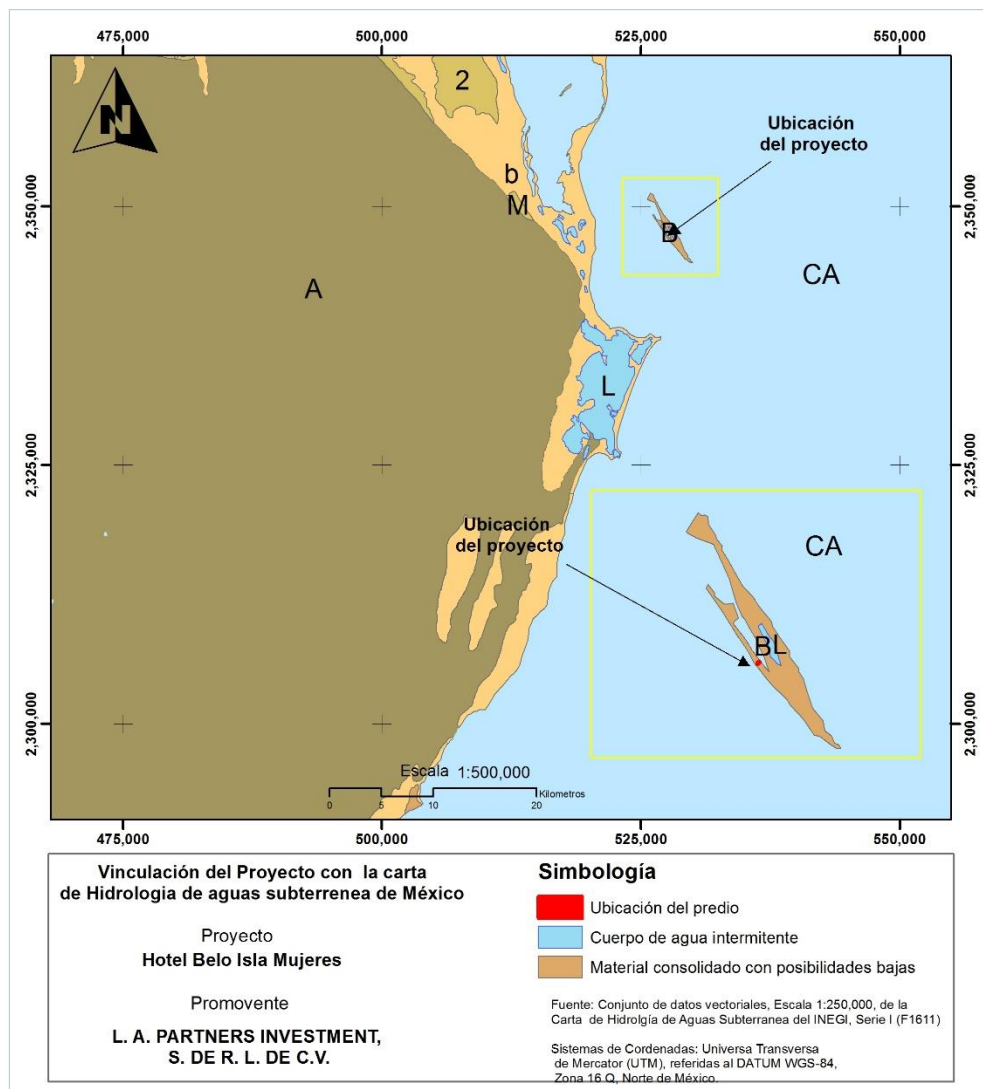 475,000 500,000 525,000 550,000
2
Ubicación
del proyecto
b
M
N
2,350,000
2,350,000
B
A
CA
L
2,325,000
2,325,000
Ubicación
del proyecto
CA
BL
2,300,000
2,300,000
Escala 1:500,000
0 5 10 20
Kilometros
475,000 500,000 525,000 550,000
Vinculación del Proyecto con la carta
de Hidrologia de aguas subterrenea de México
Proyecto
Hotel Belo Isla Mujeres
Promovente
L. A. PARTNERS INVESTMENT,
S. DE R. L. DE C.V.
Simbología
Ubicación del predio
Cuerpo de agua intermitente
Material consolidado con posibilidades bajas
Fuente: Conjunto de datos vectoriales, Escala 1:250,000, de la
Carta de Hidrolgía de Aguas Subterranea del INEGI, Serie I (F1611)
Sistemas de Cordenadas: Universa Transversa
de Mercator (UTM), referidas al DATUM WGS-84,
Zona 16 Q, Norte de México.